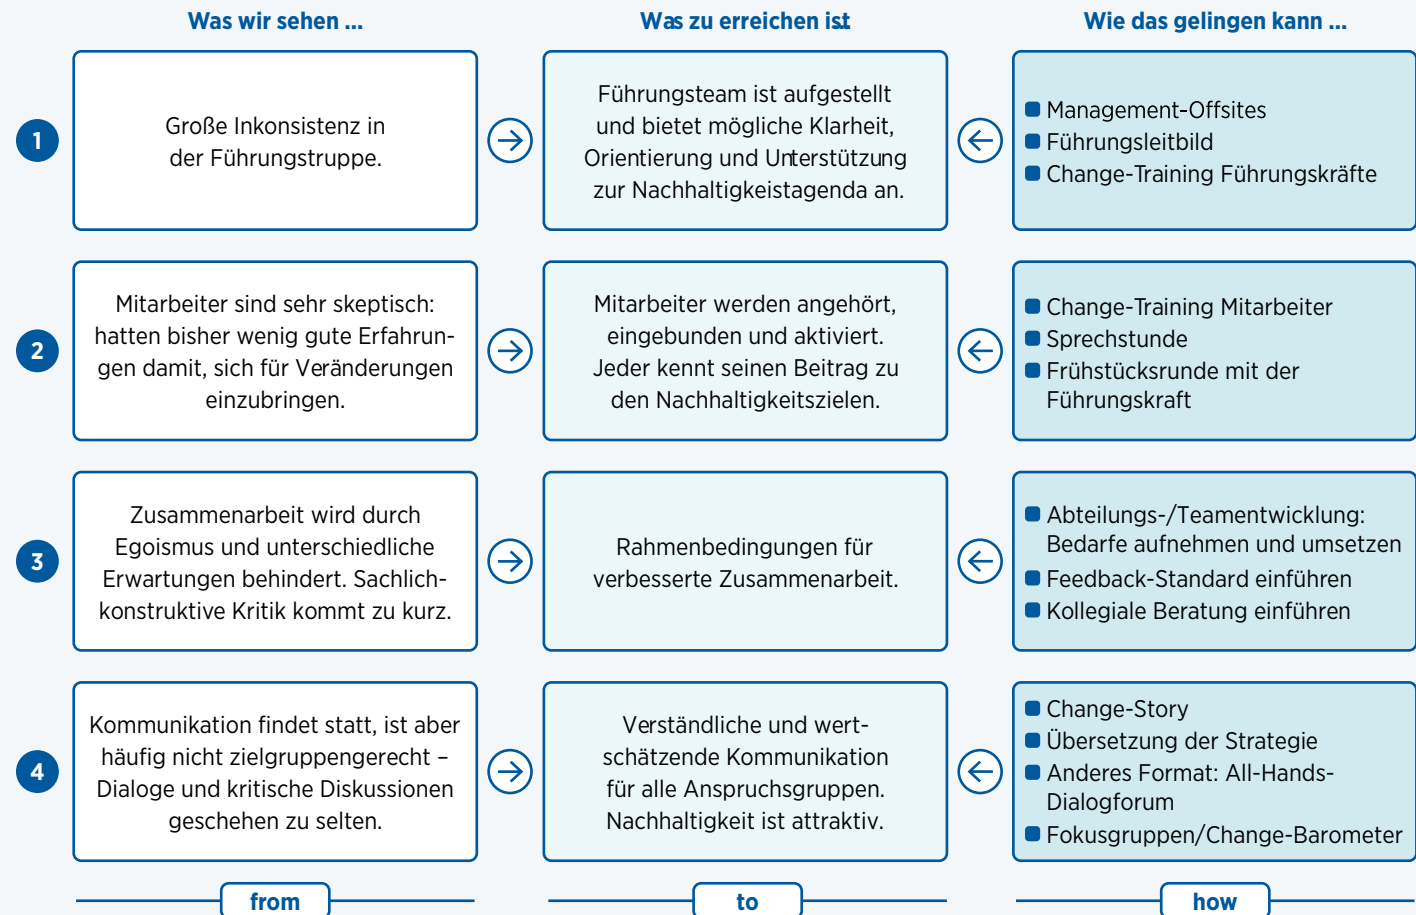 Was wir sehen ...
Was zu erreichen ist ...
Wie das gelingen kann ...
1
Große Inkonsistenz in
der Führungstruppe.
Führungsteam ist aufgestellt
und bietet mögliche Klarheit,
Orientierung und Unterstützung
zur Nachhaltigkeistagenda an.
Management-Offsites
Führungsleitbild
Change-Training Führungskräfte
2
Mitarbeiter sind sehr skeptisch:
hatten bisher wenig gute Erfahrun-
gen damit, sich für Veränderungen
einzubringen.
Mitarbeiter werden angehört,
eingebunden und aktiviert.
Jeder kennt seinen Beitrag zu
den Nachhaltigkeitszielen.
Change-Training Mitarbeiter
Sprechstunde
Frühstücksrunde mit der
Führungskraft
3
Zusammenarbeit wird durch
Egoismus und unterschiedliche
Erwartungen behindert. Sachlich-
konstruktive Kritik kommt zu kurz.
Rahmenbedingungen für
verbesserte Zusammenarbeit.
Abteilungs-/Teamentwicklung:
Bedarfe aufnehmen und umsetzen
Feedback-Standard einführen
Kollegiale Beratung einführen
4
Kommunikation findet statt, ist aber
häufig nicht zielgruppengerecht –
Dialoge und kritische Diskussionen
geschehen zu selten.
Verständliche und wert-
schätzende Kommunikation
für alle Anspruchsgruppen.
Nachhaltigkeit ist attraktiv.
Change-Story
Übersetzung der Strategie
Anderes Format: All-Hands-
Dialogforum
Fokusgruppen/Change-Barometer
from
to
how